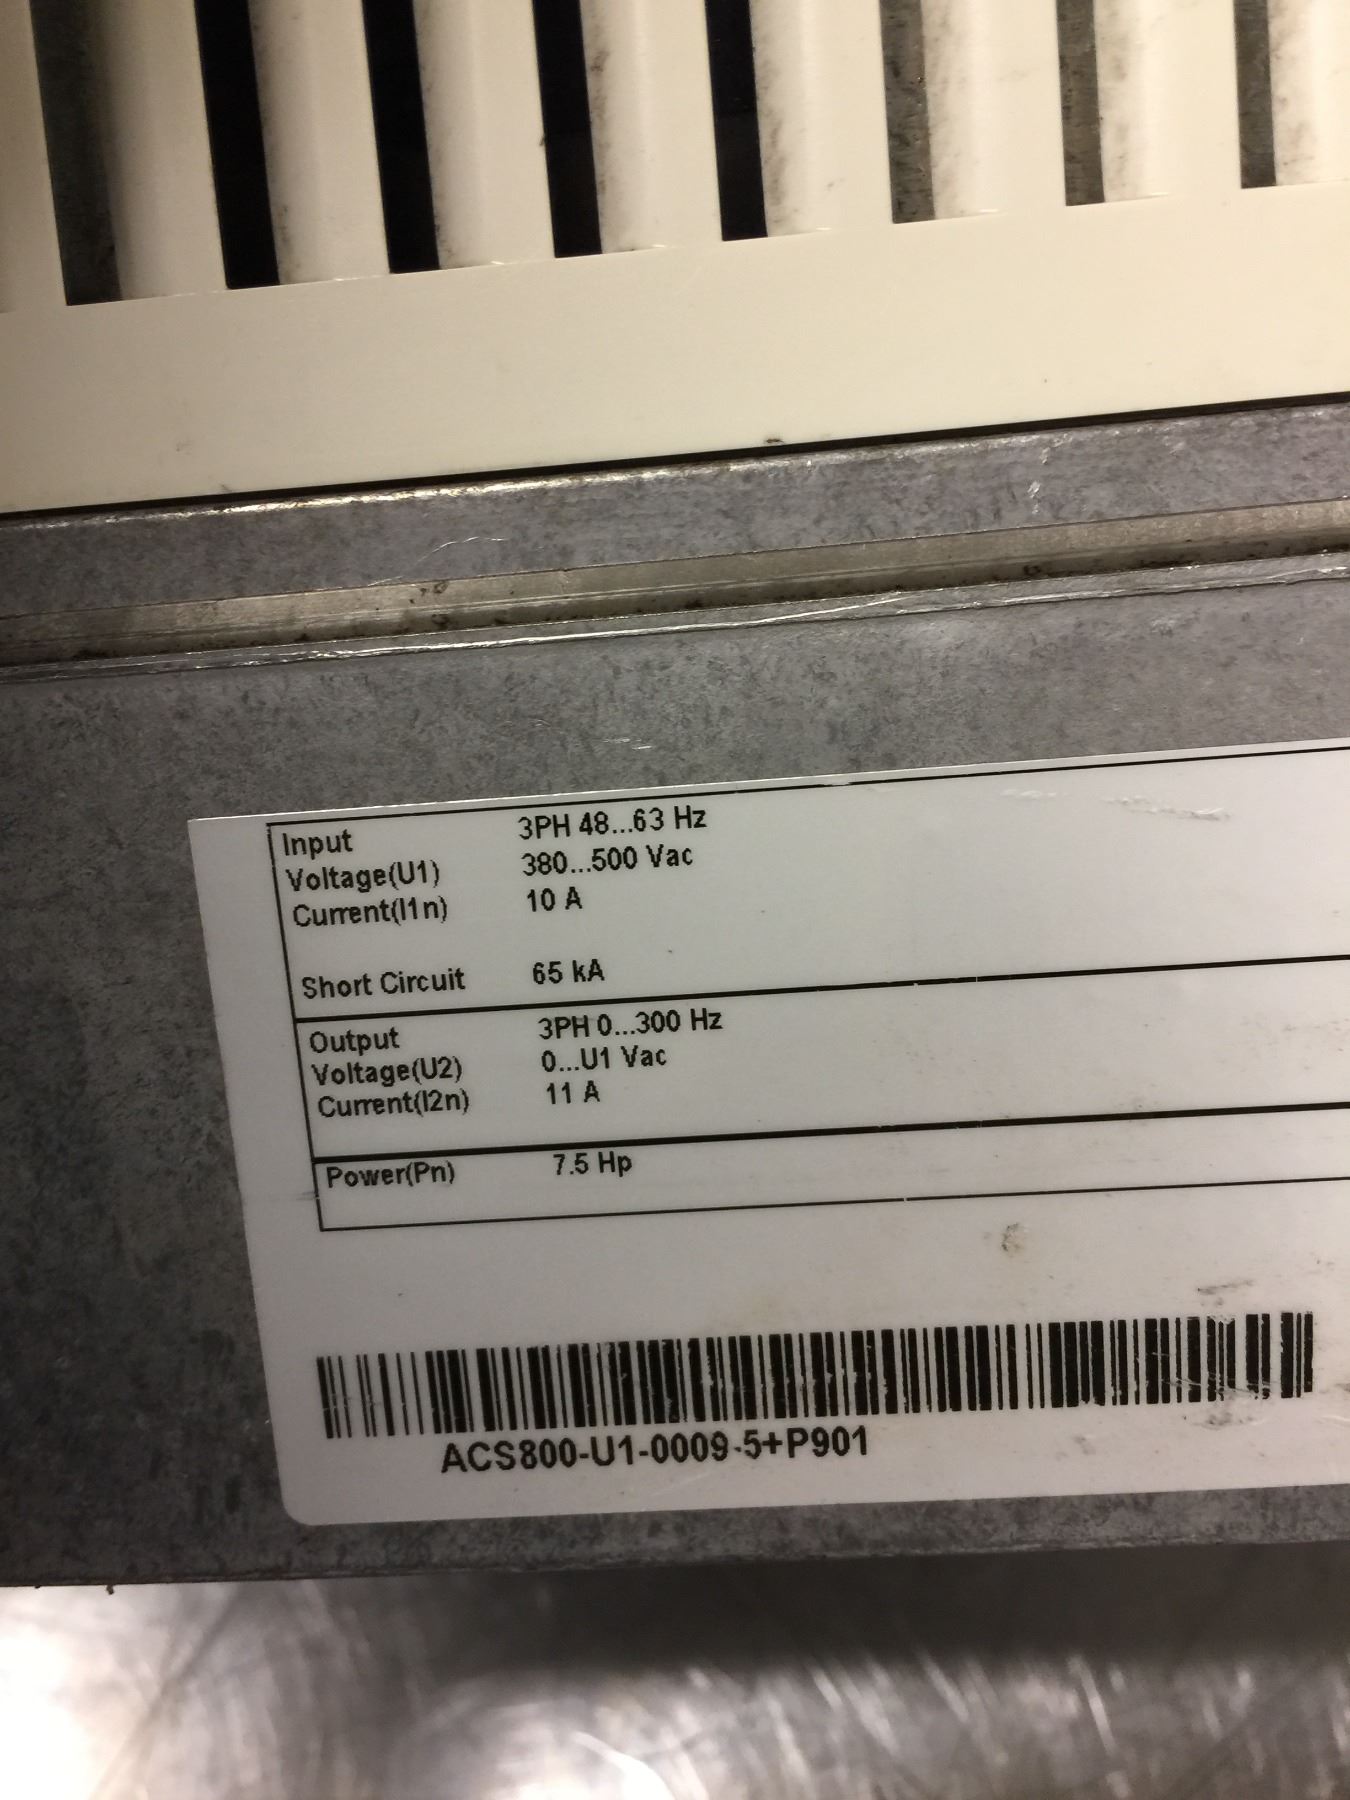 Input 3PH 48...63 Hz
Voltage(U1) 380...500 Vac
Current(I1n) 10 A
Short Circuit 65 kA
Output 3PH 0...300 Hz
Voltage(U2) 0...U1 Vac
Current(I2n) 11 A
Power(Pn) 7.5 Hp
ACS800-U1-0009-5+P901